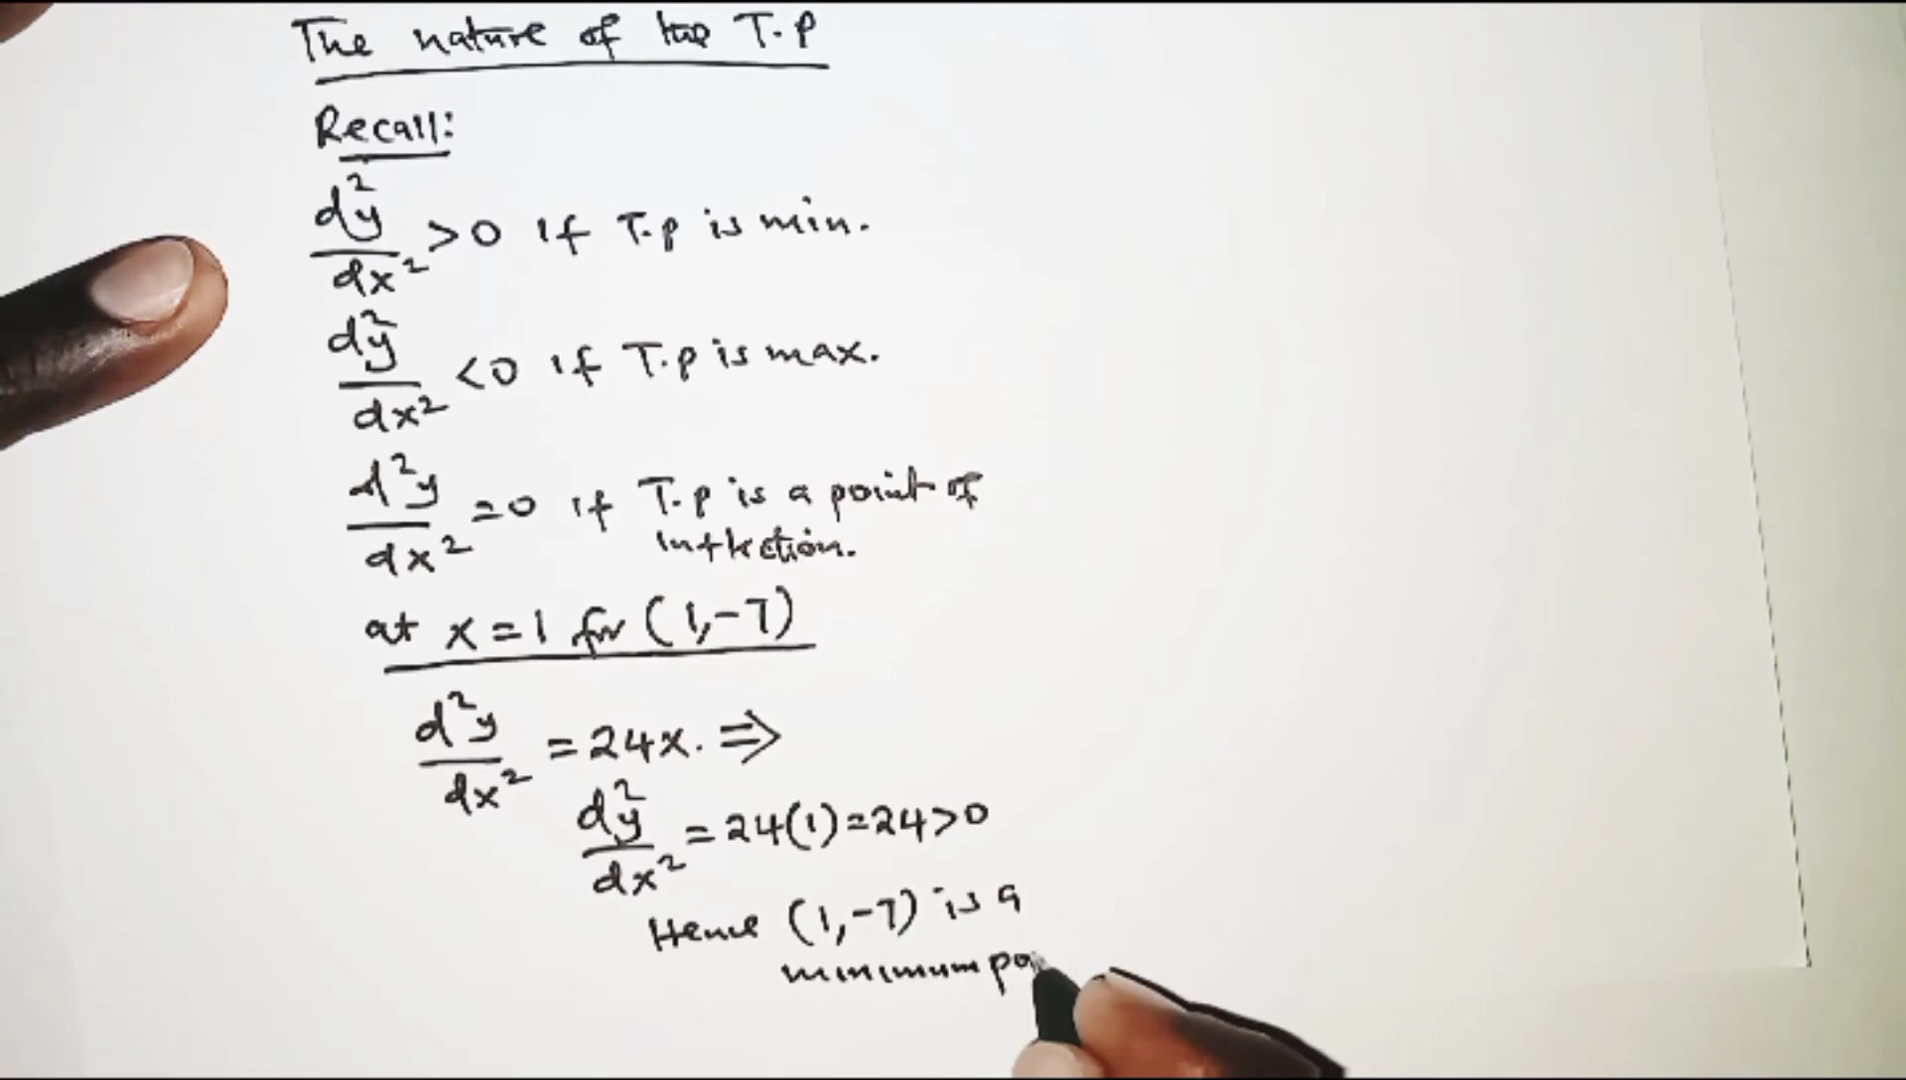 The nature of the T.P
Recall:
d²y/dx² >0 if T.p is min.
d²y/dx² <0 if T.p is max.
d²y/dx² =0 if T.p is a point of
inflection.
at x=1 for (1,-7)
d²y/dx² =24x. ⇒
d²y/dx² =24(1)=24>0
Hence (1,-7) is a
minimum poi